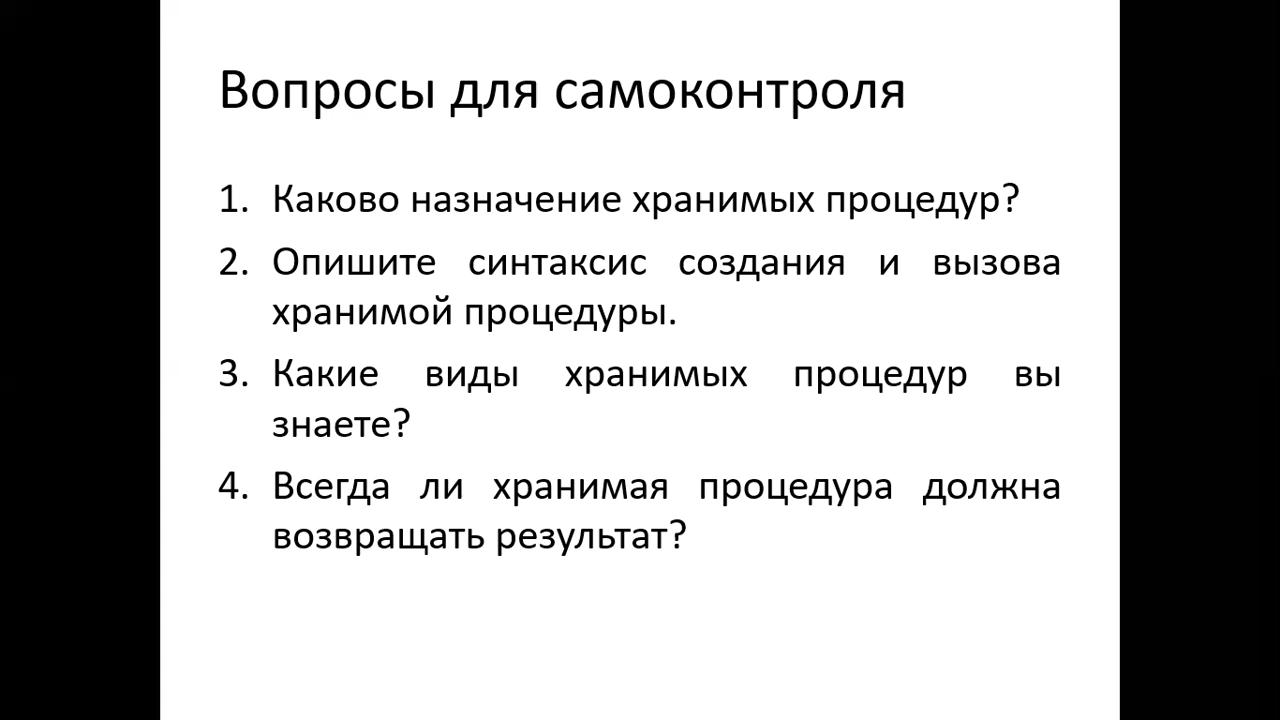 Вопросы для самоконтроля
1. Каково назначение хранимых процедур?
2. Опишите синтаксис создания и вызова
хранимой процедуры.
3. Какие виды хранимых процедур вы
знаете?
4. Всегда ли хранимая процедура должна
возвращать результат?